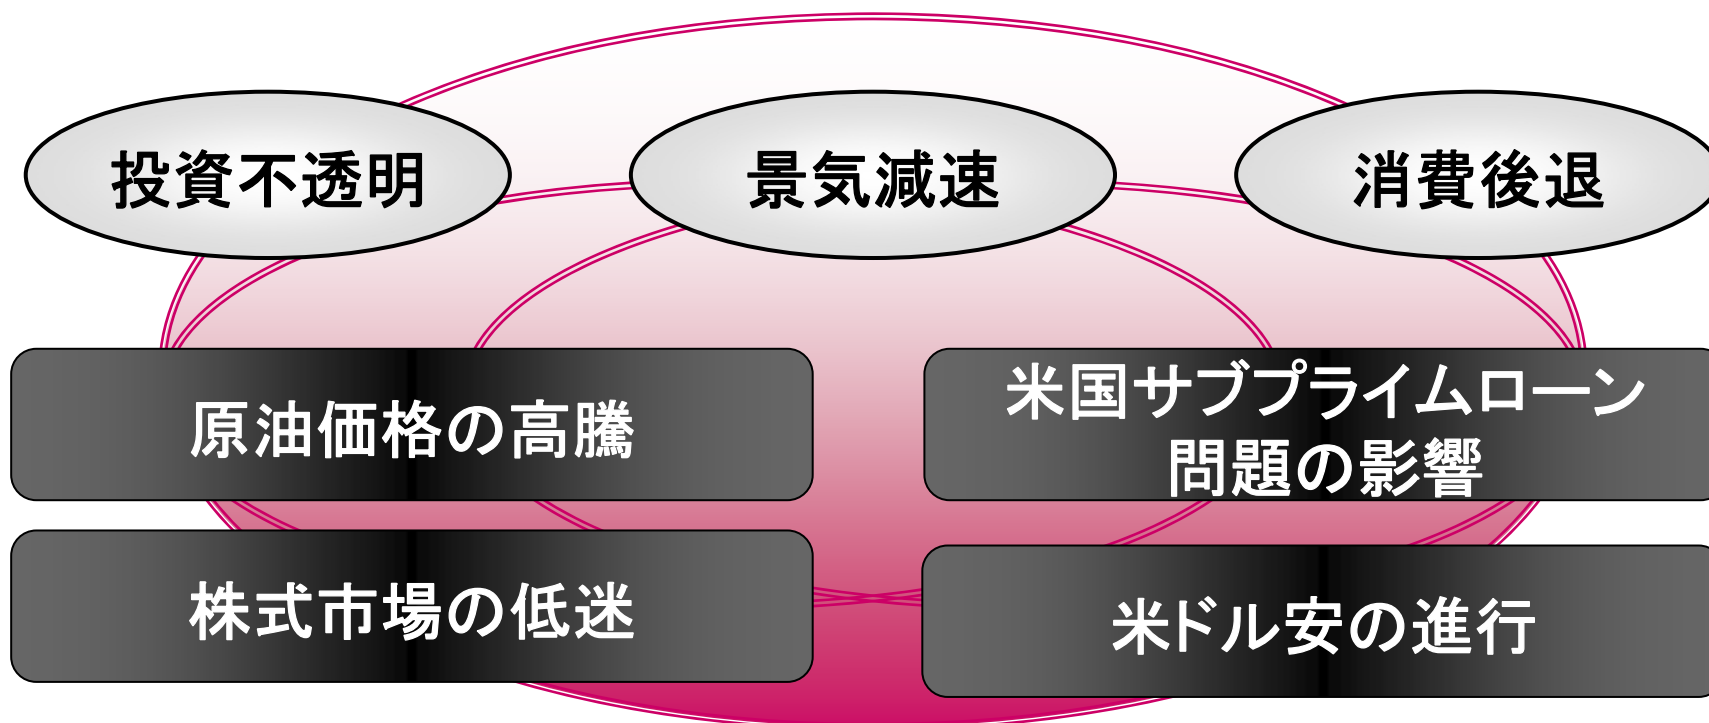 投資不透明
景気減速
消費後退
原油価格の高騰
米国サブプライムローン
問題の影響
株式市場の低迷
米ドル安の進行